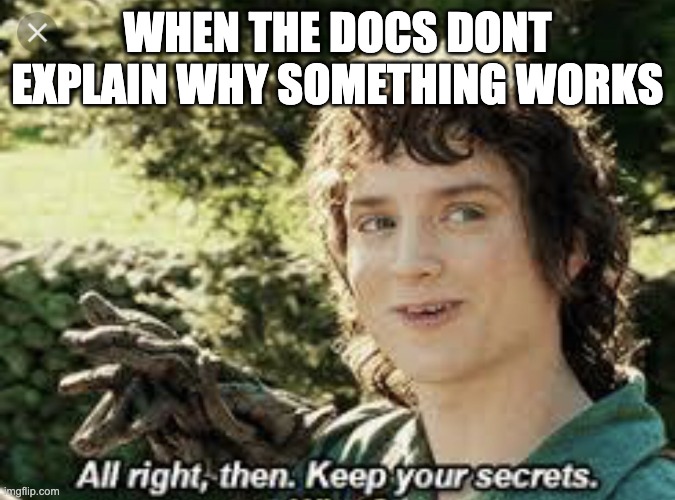 WHEN THE DOCS DONT
EXPLAIN WHY SOMETHING WORKS
All right, then. Keep your secrets.
imgflip.com